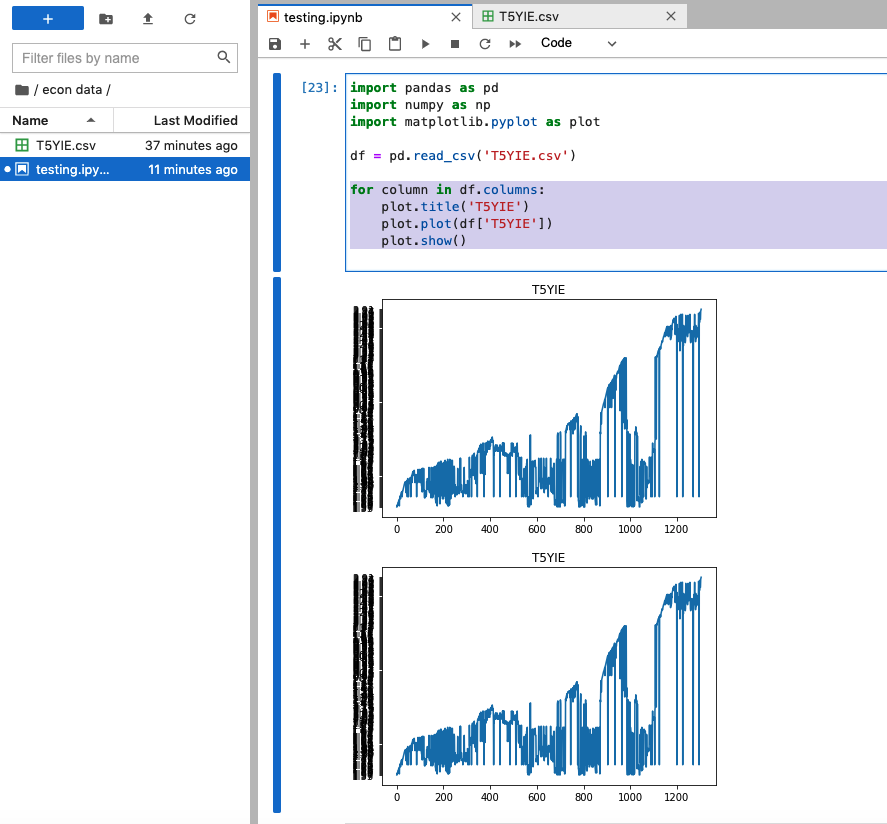 +
Filter files by name
/ econ data /
Name Last Modified
T5YIE.csv 37 minutes ago
testing.ipy... 11 minutes ago
testing.ipynb T5YIE.csv
Code
[23]: import pandas as pd
import numpy as np
import matplotlib.pyplot as plot
df = pd.read_csv('T5YIE.csv')
for column in df.columns:
    plot.title('T5YIE')
    plot.plot(df['T5YIE'])
    plot.show()
T5YIE
0 200 400 600 800 1000 1200
T5YIE
0 200 400 600 800 1000 1200